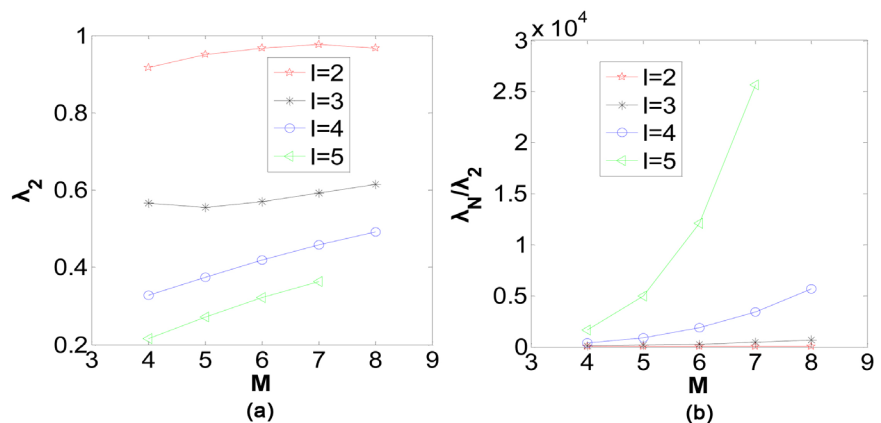 1
0.8
0.6
0.4
0.2
3 4 5 6 7 8 9
λ2
M
l=2
l=3
l=4
l=5
(a)
x 10^4
3
2.5
2
1.5
1
0.5
0
3 4 5 6 7 8 9
λN/λ2
M
l=2
l=3
l=4
l=5
(b)